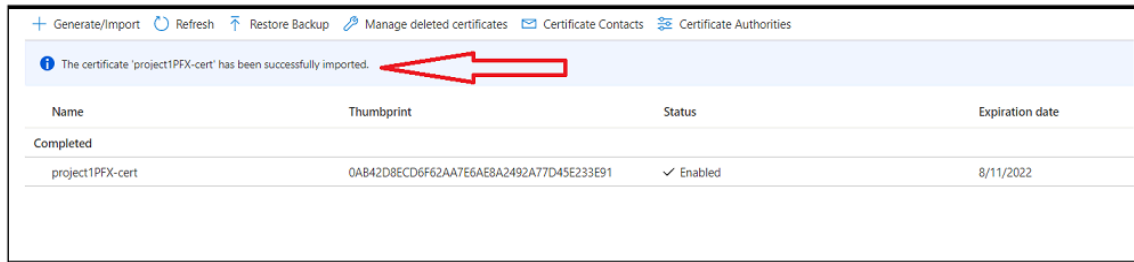 Generate/Import Refresh Restore Backup Manage deleted certificates Certificate Contacts Certificate Authorities
The certificate 'project1PFX-cert' has been successfully imported.
Name Thumbprint Status Expiration date
Completed
project1PFX-cert 0AB42D8ECD6F62AA7E6AE8A2492A77D45E233E91 Enabled 8/11/2022